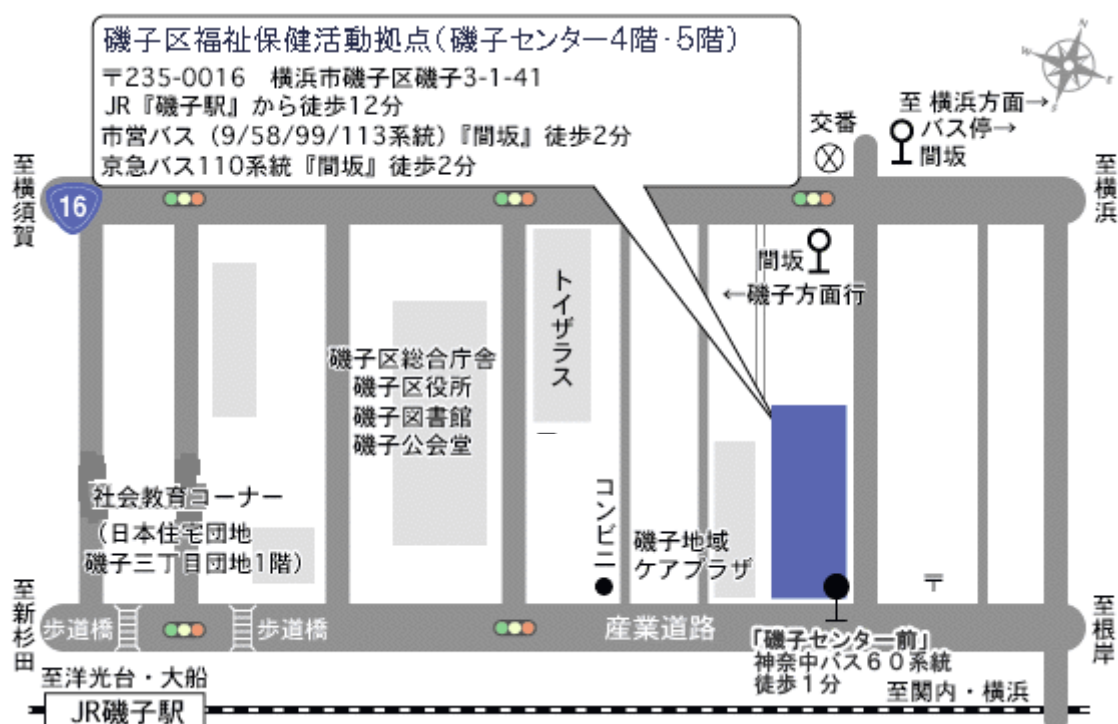 磯子区福祉保健活動拠点(磯子センター4階・5階)
〒235-0016 横浜市磯子区磯子3-1-41
JR『磯子駅』から徒歩12分
市営バス（9/58/99/113系統）『間坂』徒歩2分
京急バス110系統『間坂』徒歩2分
N
W
E
S
至 横浜方面→
バス停→
間坂
交番
至横須賀
16
至横浜
間坂
←磯子方面行
トイザラス
磯子区総合庁舎
磯子区役所
磯子図書館
磯子公会堂
社会教育コーナー
（日本住宅団地
磯子三丁目団地1階）
コンビニ
磯子地域
ケアプラザ
〒
至新杉田
歩道橋
歩道橋
産業道路
至根岸
「磯子センター前」
神奈中バス６０系統
徒歩１分
至洋光台・大船
JR磯子駅
至関内・横浜